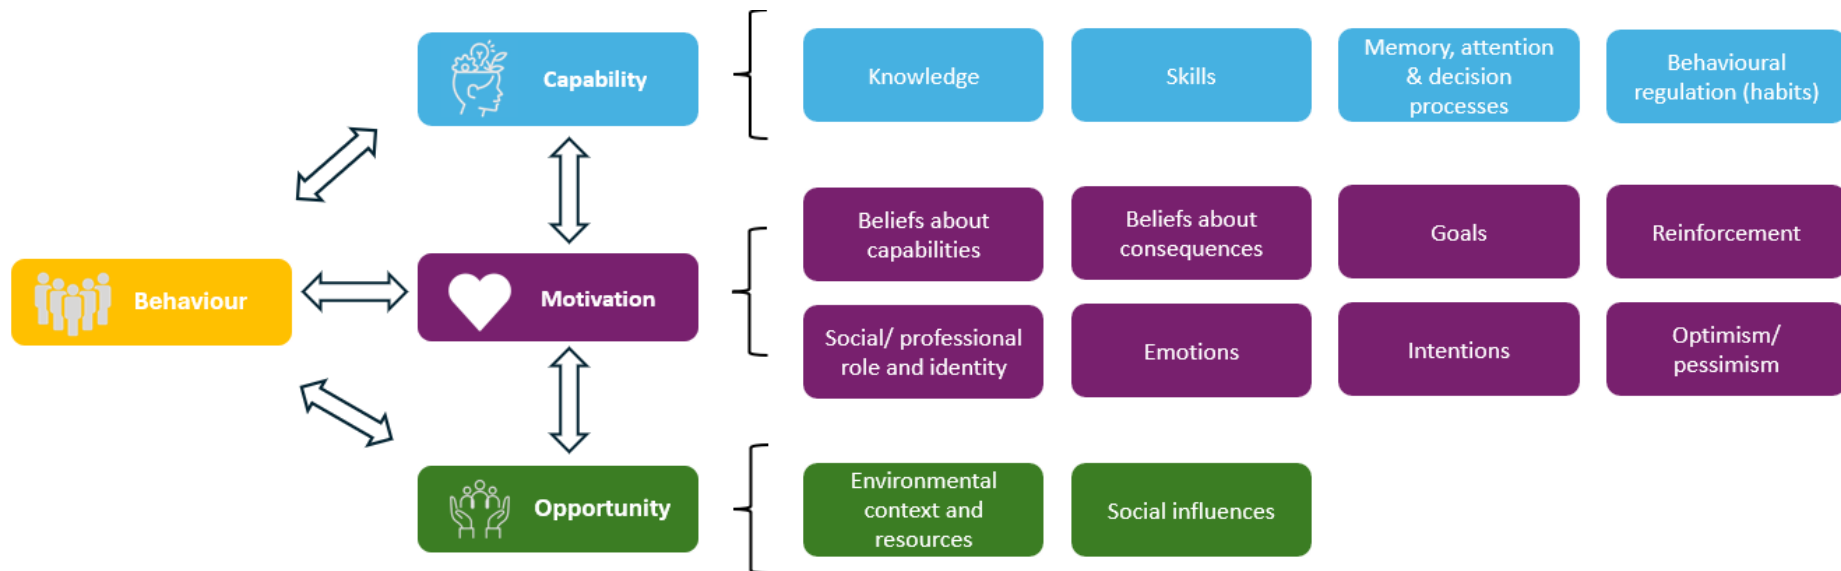 Capability
Knowledge
Skills
Memory, attention
& decision
processes
Behavioural
regulation (habits)
Behaviour
Motivation
Beliefs about
capabilities
Beliefs about
consequences
Goals
Reinforcement
Social/ professional
role and identity
Emotions
Intentions
Optimism/
pessimism
Opportunity
Environmental
context and
resources
Social influences